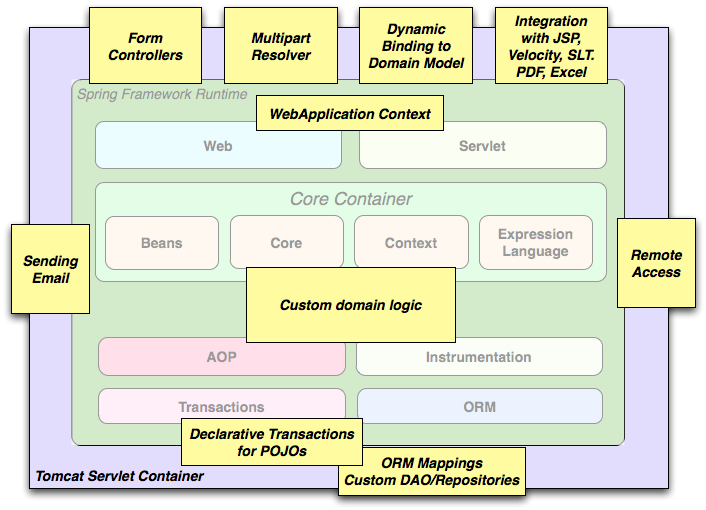 Form
Controllers
Multipart
Resolver
Dynamic
Binding to
Domain Model
Integration
with JSP,
Velocity, SLT.
PDF, Excel
Spring Framework Runtime
WebApplication Context
Web
Servlet
Core Container
Beans
Core
Context
Expression
Language
Sending
Email
Remote
Access
Custom domain logic
AOP
Instrumentation
Transactions
ORM
Declarative Transactions
for POJOs
ORM Mappings
Custom DAO/Repositories
Tomcat Servlet Container